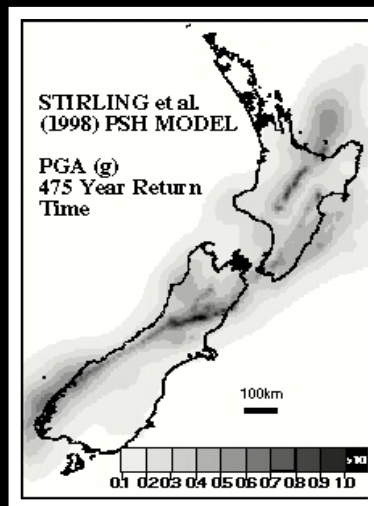 STIRLING et al.
(1998) PSH MODEL
PGA (g)
475 Year Return
Time
100km
>1.0
0.1 0.2 0.3 0.4 0.5 0.6 0.7 0.8 0.9 1.0